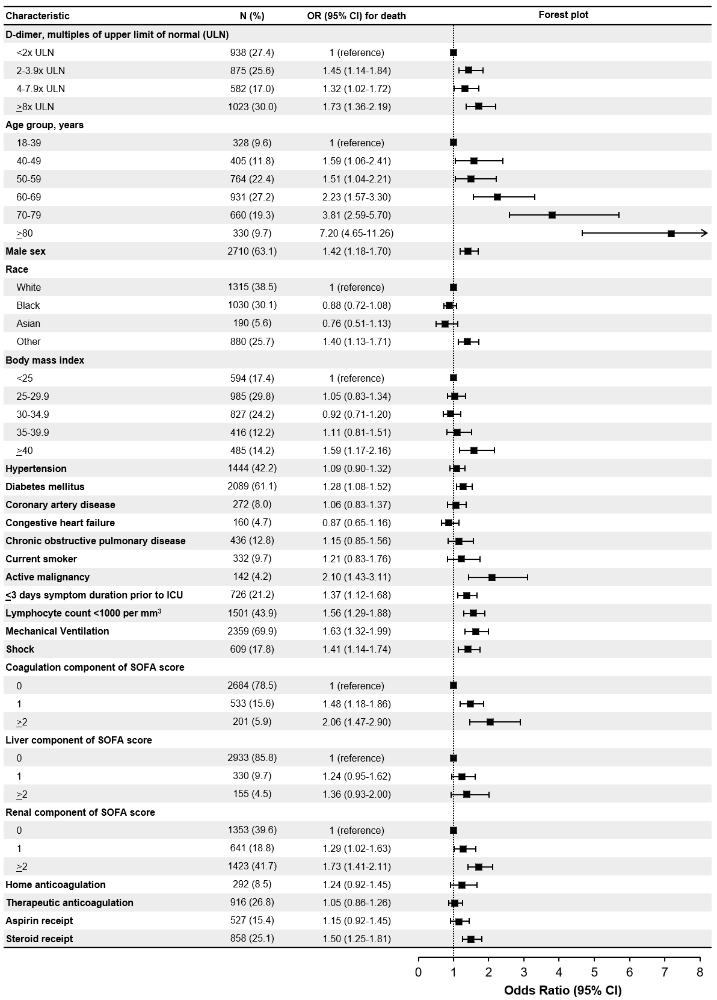 Characteristic N (%) OR (95% CI) for death Forest plot
D-dimer, multiples of upper limit of normal (ULN)
<2x ULN 938 (27.4) 1 (reference)
2-3.9x ULN 875 (25.6) 1.45 (1.14-1.84)
4-7.9x ULN 582 (17.0) 1.32 (1.02-1.72)
≥8x ULN 1023 (30.0) 1.73 (1.36-2.19)
Age group, years
18-39 328 (9.6) 1 (reference)
40-49 405 (11.8) 1.59 (1.06-2.41)
50-59 764 (22.4) 1.51 (1.04-2.21)
60-69 931 (27.2) 2.23 (1.57-3.30)
70-79 660 (19.3) 3.81 (2.59-5.70)
≥80 330 (9.7) 7.20 (4.65-11.26)
Male sex 2710 (63.1) 1.42 (1.18-1.70)
Race
White 1315 (38.5) 1 (reference)
Black 1030 (30.1) 0.88 (0.72-1.08)
Asian 190 (5.6) 0.76 (0.51-1.13)
Other 880 (25.7) 1.40 (1.13-1.71)
Body mass index
<25 594 (17.4) 1 (reference)
25-29.9 985 (29.8) 1.05 (0.83-1.34)
30-34.9 827 (24.2) 0.92 (0.71-1.20)
35-39.9 416 (12.2) 1.11 (0.81-1.51)
≥40 485 (14.2) 1.59 (1.17-2.16)
Hypertension 1444 (42.2) 1.09 (0.90-1.32)
Diabetes mellitus 2089 (61.1) 1.28 (1.08-1.52)
Coronary artery disease 272 (8.0) 1.06 (0.83-1.37)
Congestive heart failure 160 (4.7) 0.87 (0.65-1.16)
Chronic obstructive pulmonary disease 436 (12.8) 1.15 (0.85-1.56)
Current smoker 332 (9.7) 1.21 (0.83-1.76)
Active malignancy 142 (4.2) 2.10 (1.43-3.11)
≤3 days symptom duration prior to ICU 726 (21.2) 1.37 (1.12-1.68)
Lymphocyte count <1000 per mm³ 1501 (43.9) 1.56 (1.29-1.88)
Mechanical Ventilation 2359 (69.9) 1.63 (1.32-1.99)
Shock 609 (17.8) 1.41 (1.14-1.74)
Coagulation component of SOFA score
0 2684 (78.5) 1 (reference)
1 533 (15.6) 1.48 (1.18-1.86)
≥2 201 (5.9) 2.06 (1.47-2.90)
Liver component of SOFA score
0 2933 (85.8) 1 (reference)
1 330 (9.7) 1.24 (0.95-1.62)
≥2 155 (4.5) 1.36 (0.93-2.00)
Renal component of SOFA score
0 1353 (39.6) 1 (reference)
1 641 (18.8) 1.29 (1.02-1.63)
≥2 1423 (41.7) 1.73 (1.41-2.11)
Home anticoagulation 292 (8.5) 1.24 (0.92-1.45)
Therapeutic anticoagulation 916 (26.8) 1.05 (0.86-1.26)
Aspirin receipt 527 (15.4) 1.15 (0.92-1.45)
Steroid receipt 858 (25.1) 1.50 (1.25-1.81)
0 1 2 3 4 5 6 7 8
Odds Ratio (95% CI)